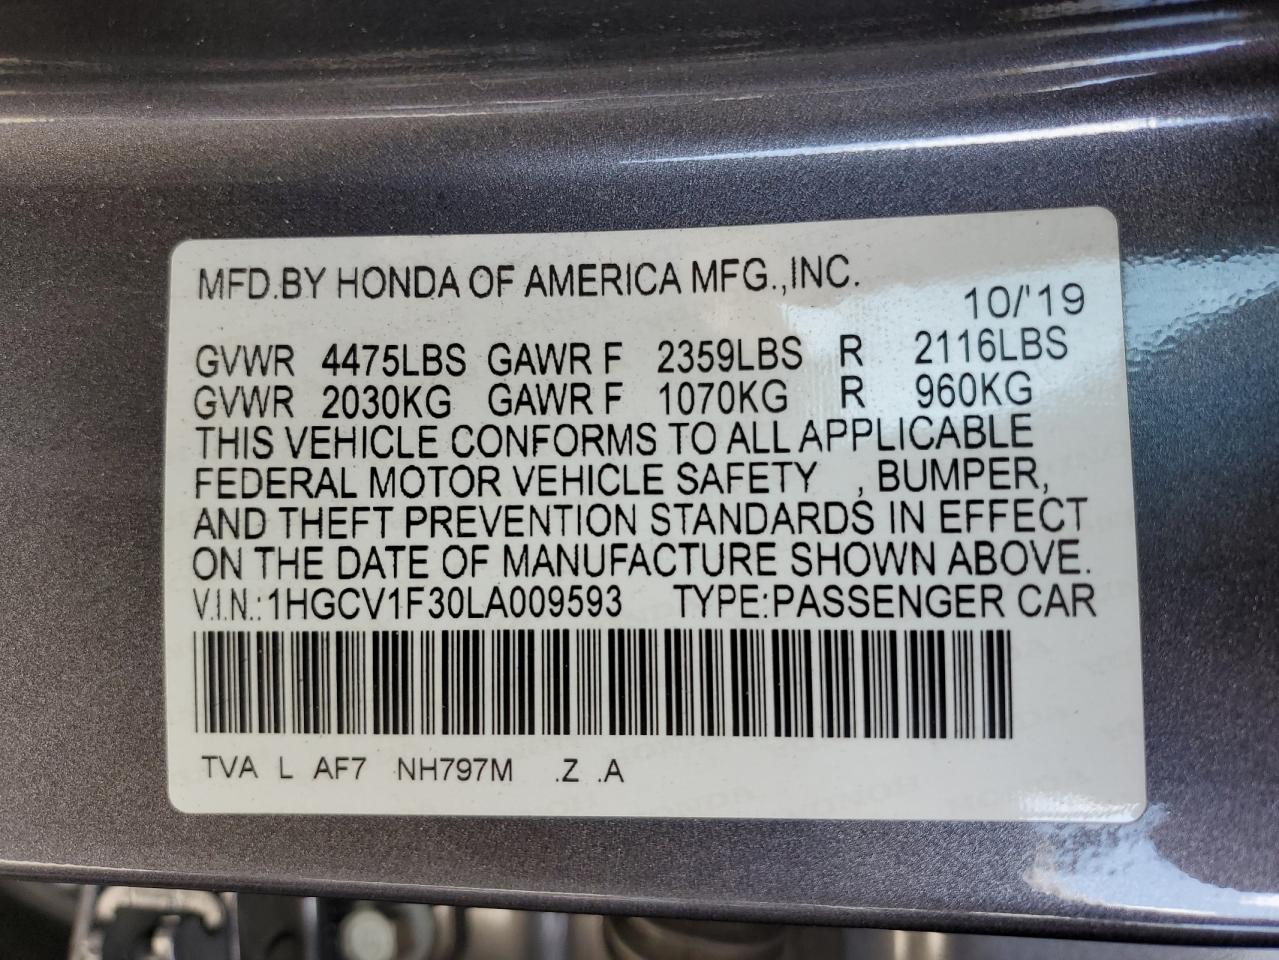 MFD.BY HONDA OF AMERICA MFG.,INC.
10/'19
GVWR 4475LBS GAWR F 2359LBS R 2116LBS
GVWR 2030KG GAWR F 1070KG R 960KG
THIS VEHICLE CONFORMS TO ALL APPLICABLE
FEDERAL MOTOR VEHICLE SAFETY , BUMPER,
AND THEFT PREVENTION STANDARDS IN EFFECT
ON THE DATE OF MANUFACTURE SHOWN ABOVE.
V.I.N.:1HGCV1F30LA009593 TYPE:PASSENGER CAR
TVA L AF7 NH797M .Z .A